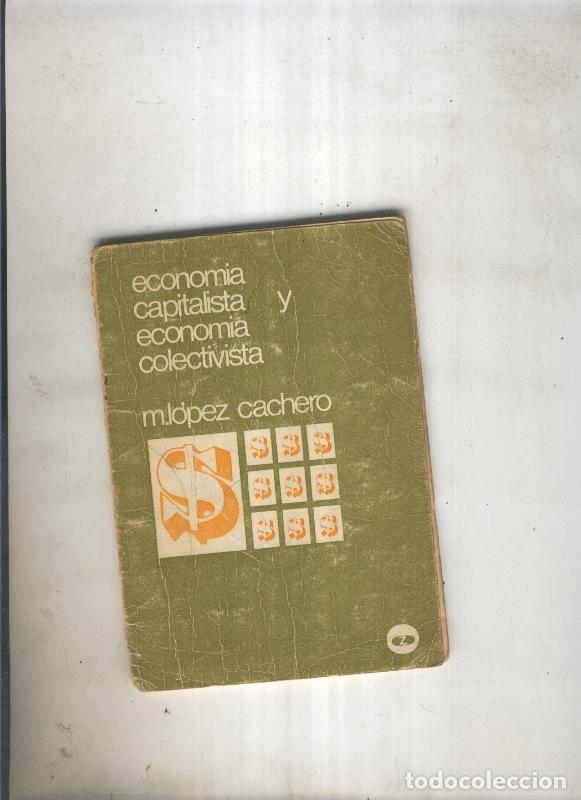 economia
capitalista y
economia
colectivista
m.lópez cachero
$ $ $ $
$ $ $
$ $ $
z
todocoleccion